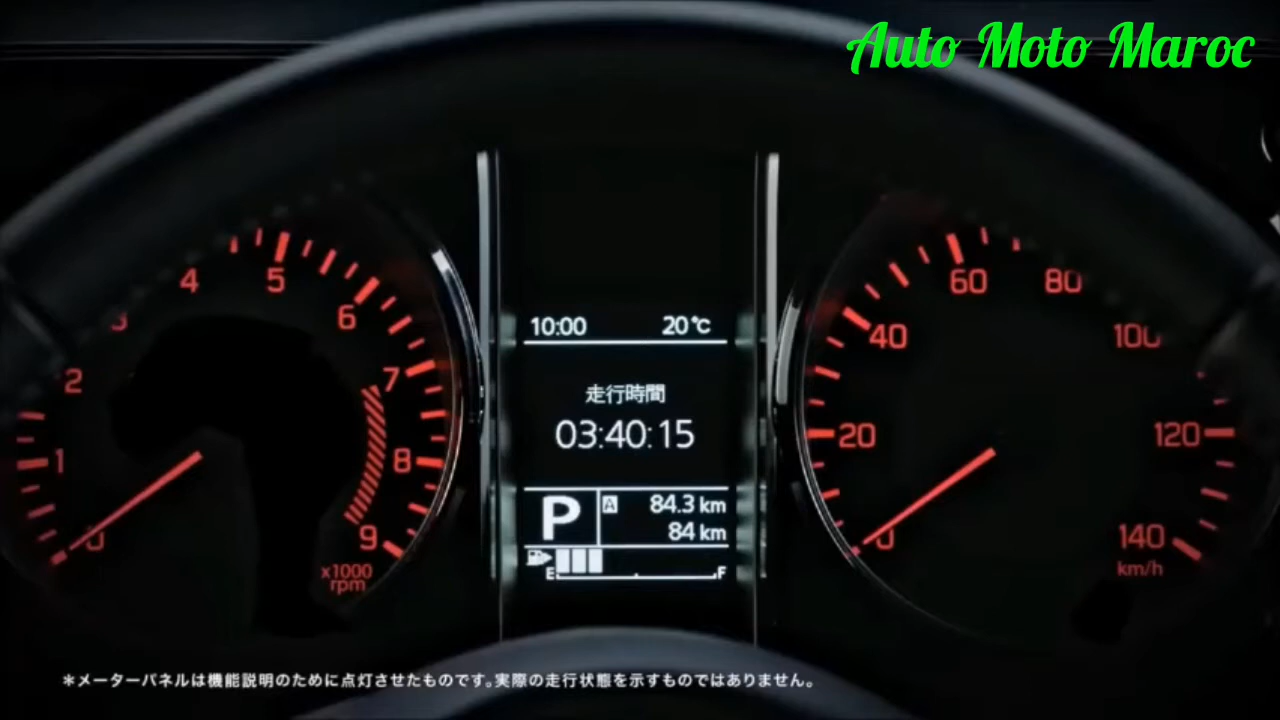 Auto Moto Maroc
4
5
6
7
8
9
2
1
0
x1000
rpm
10:00 20℃
走行時間
03:40:15
P A 84.3 km
84 km
E F
60 80
40 100
20 120
0 140
km/h
＊メーターパネルは機能説明のために点灯させたものです。実際の走行状態を示すものではありません。